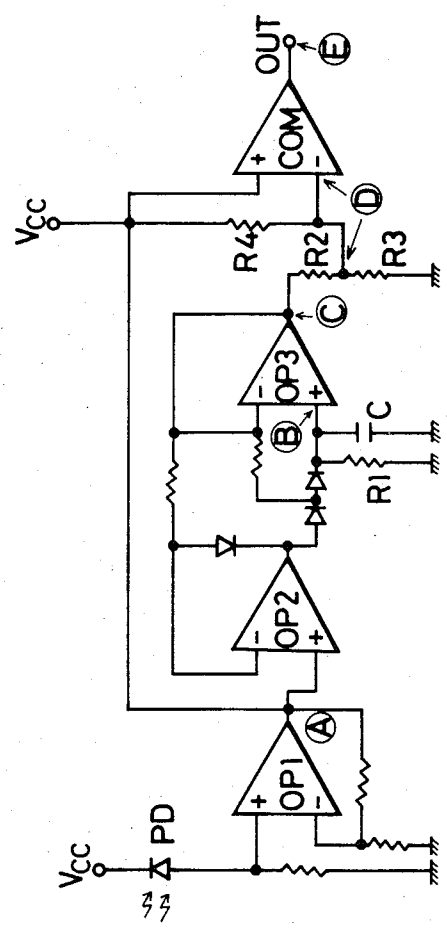 VCC
PD
+
OP1
−
A
−
OP2
+
−
OP3
+
B
C
R1
C
VCC
R4
R2
R3
D
+
COM
−
OUT
E